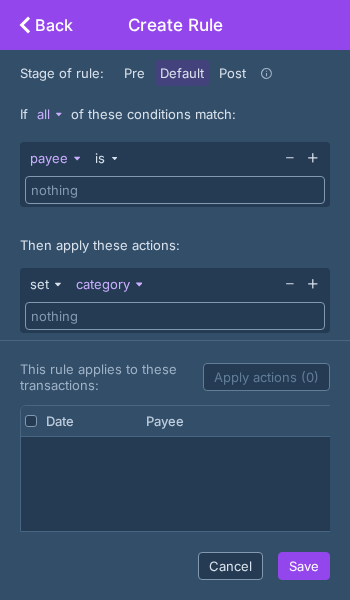 Back Create Rule
Stage of rule: Pre Default Post
If all of these conditions match:
payee is
nothing
Then apply these actions:
set category
nothing
This rule applies to these
transactions:
Apply actions (0)
Date Payee
Cancel Save